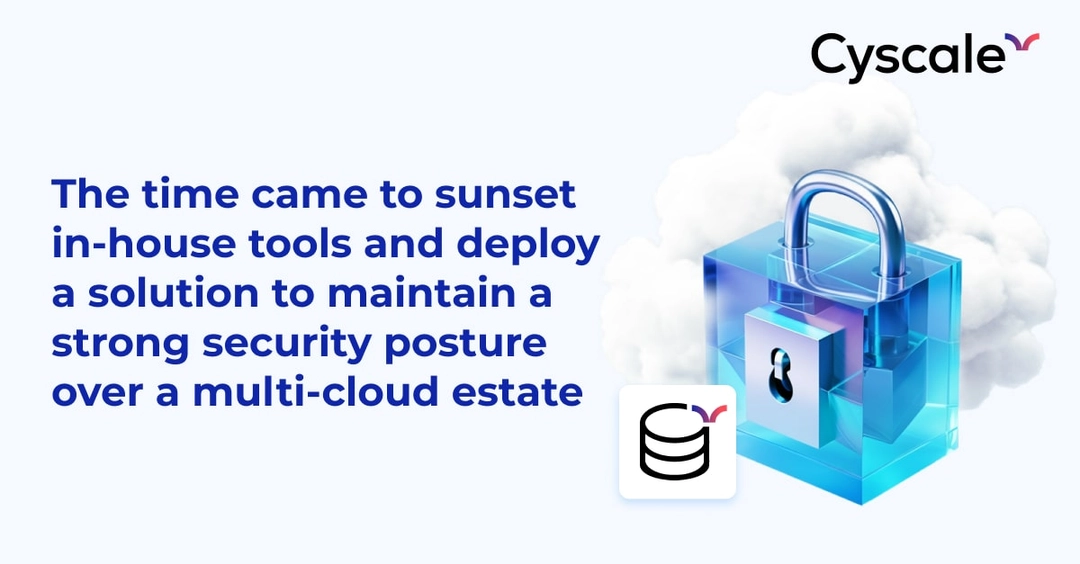 Cyscale
The time came to sunset
in-house tools and deploy
a solution to maintain a
strong security posture
over a multi-cloud estate